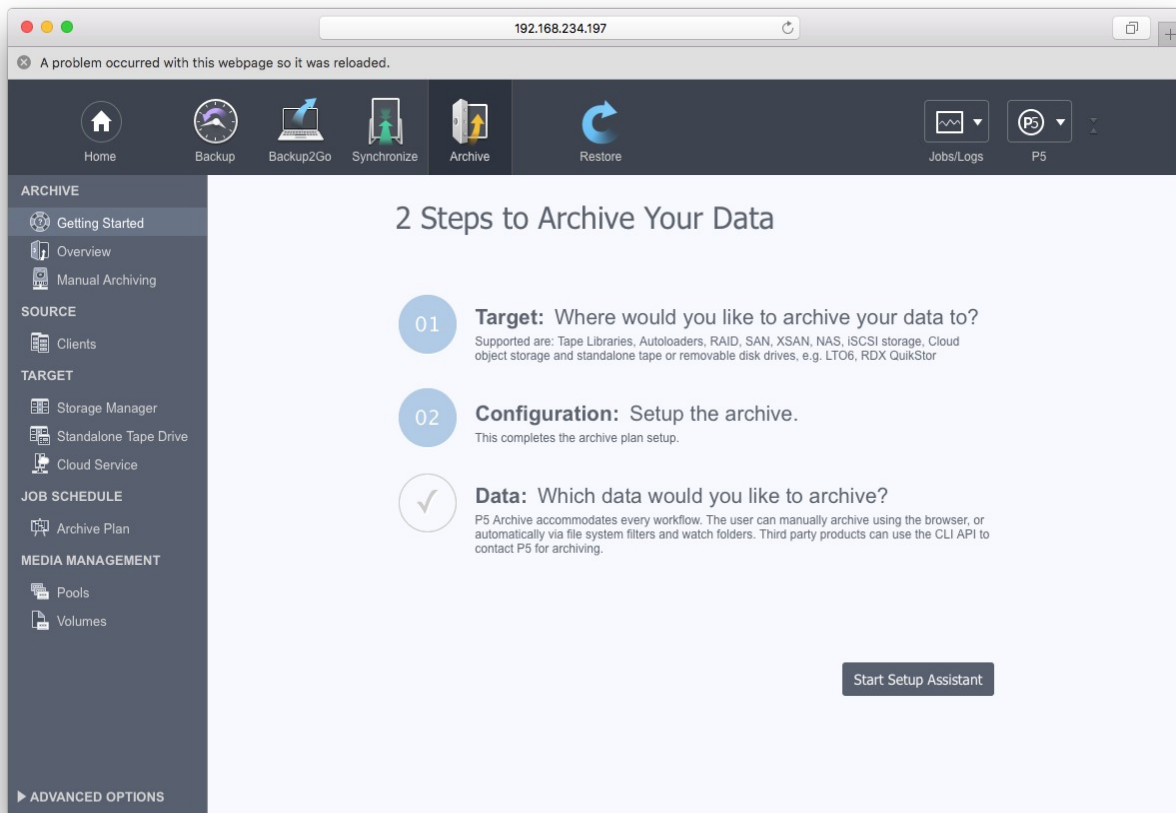 192.168.234.197
A problem occurred with this webpage so it was reloaded.
Home
Backup
Backup2Go
Synchronize
Archive
Restore
Jobs/Logs
P5
P5
ARCHIVE
Getting Started
Overview
Manual Archiving
SOURCE
Clients
TARGET
Storage Manager
Standalone Tape Drive
Cloud Service
JOB SCHEDULE
Archive Plan
MEDIA MANAGEMENT
Pools
Volumes
ADVANCED OPTIONS
2 Steps to Archive Your Data
01
Target: Where would you like to archive your data to?
Supported are: Tape Libraries, Autoloaders, RAID, SAN, XSAN, NAS, iSCSI storage, Cloud
object storage and standalone tape or removable disk drives, e.g. LTO6, RDX QuikStor
02
Configuration: Setup the archive.
This completes the archive plan setup.
Data: Which data would you like to archive?
P5 Archive accommodates every workflow. The user can manually archive using the browser, or
automatically via file system filters and watch folders. Third party products can use the CLI API to
contact P5 for archiving.
Start Setup Assistant